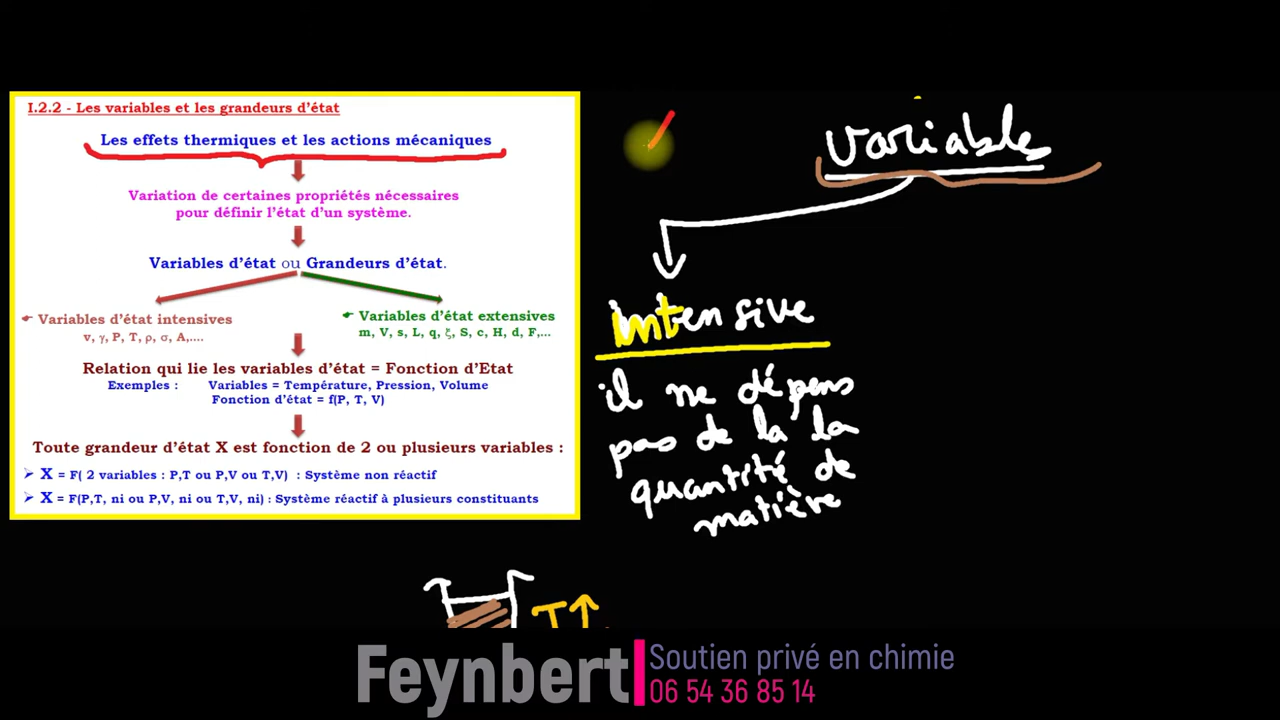 I.2.2 - Les variables et les grandeurs d'état
Les effets thermiques et les actions mécaniques
Variation de certaines propriétés nécessaires
pour définir l'état d'un système.
Variables d'état ou Grandeurs d'état.
Variables d'état intensives
v, γ, P, T, ρ, σ, A,....
Variables d'état extensives
m, V, s, L, q, ξ, S, c, H, d, F,...
Relation qui lie les variables d'état = Fonction d'Etat
Exemples : Variables = Température, Pression, Volume
Fonction d'état = f(P, T, V)
Toute grandeur d'état X est fonction de 2 ou plusieurs variables :
➢ X = F( 2 variables : P,T ou P,V ou T,V) : Système non réactif
➢ X = F(P,T, ni ou P,V, ni ou T,V, ni) : Système réactif à plusieurs constituants
variables
intensive
il ne dépens
pas de la la
quantité de
matière
T↑
Feynbert
Soutien privé en chimie
06 54 36 85 14